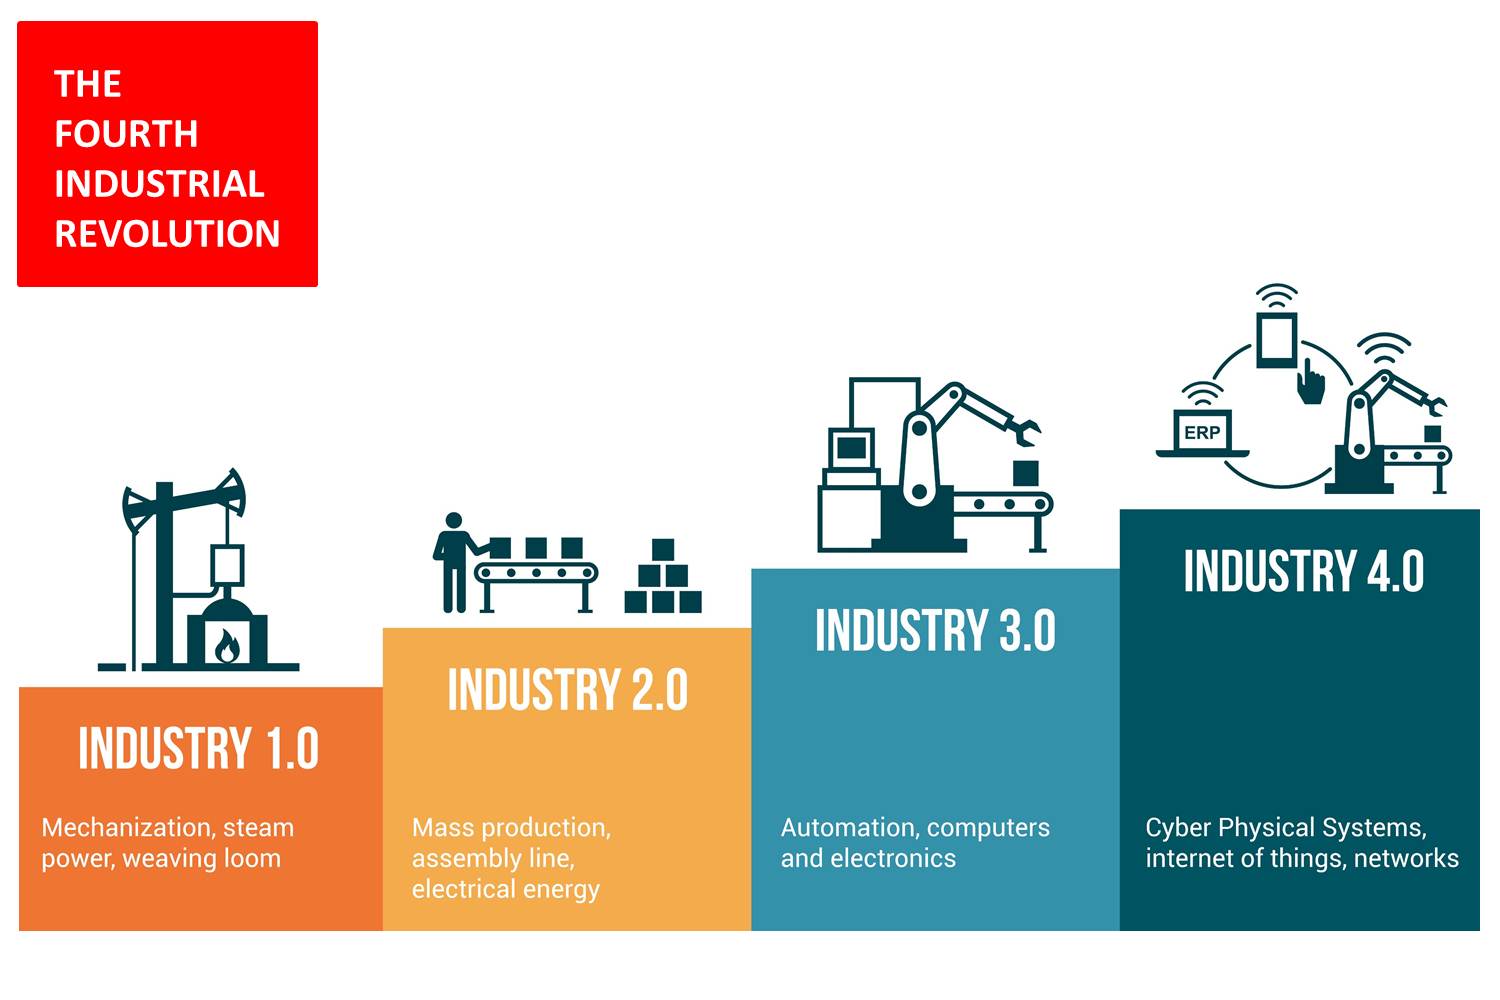 THE
FOURTH
INDUSTRIAL
REVOLUTION
ERP
INDUSTRY 1.0
Mechanization, steam
power, weaving loom
INDUSTRY 2.0
Mass production,
assembly line,
electrical energy
INDUSTRY 3.0
Automation, computers
and electronics
INDUSTRY 4.0
Cyber Physical Systems,
internet of things, networks